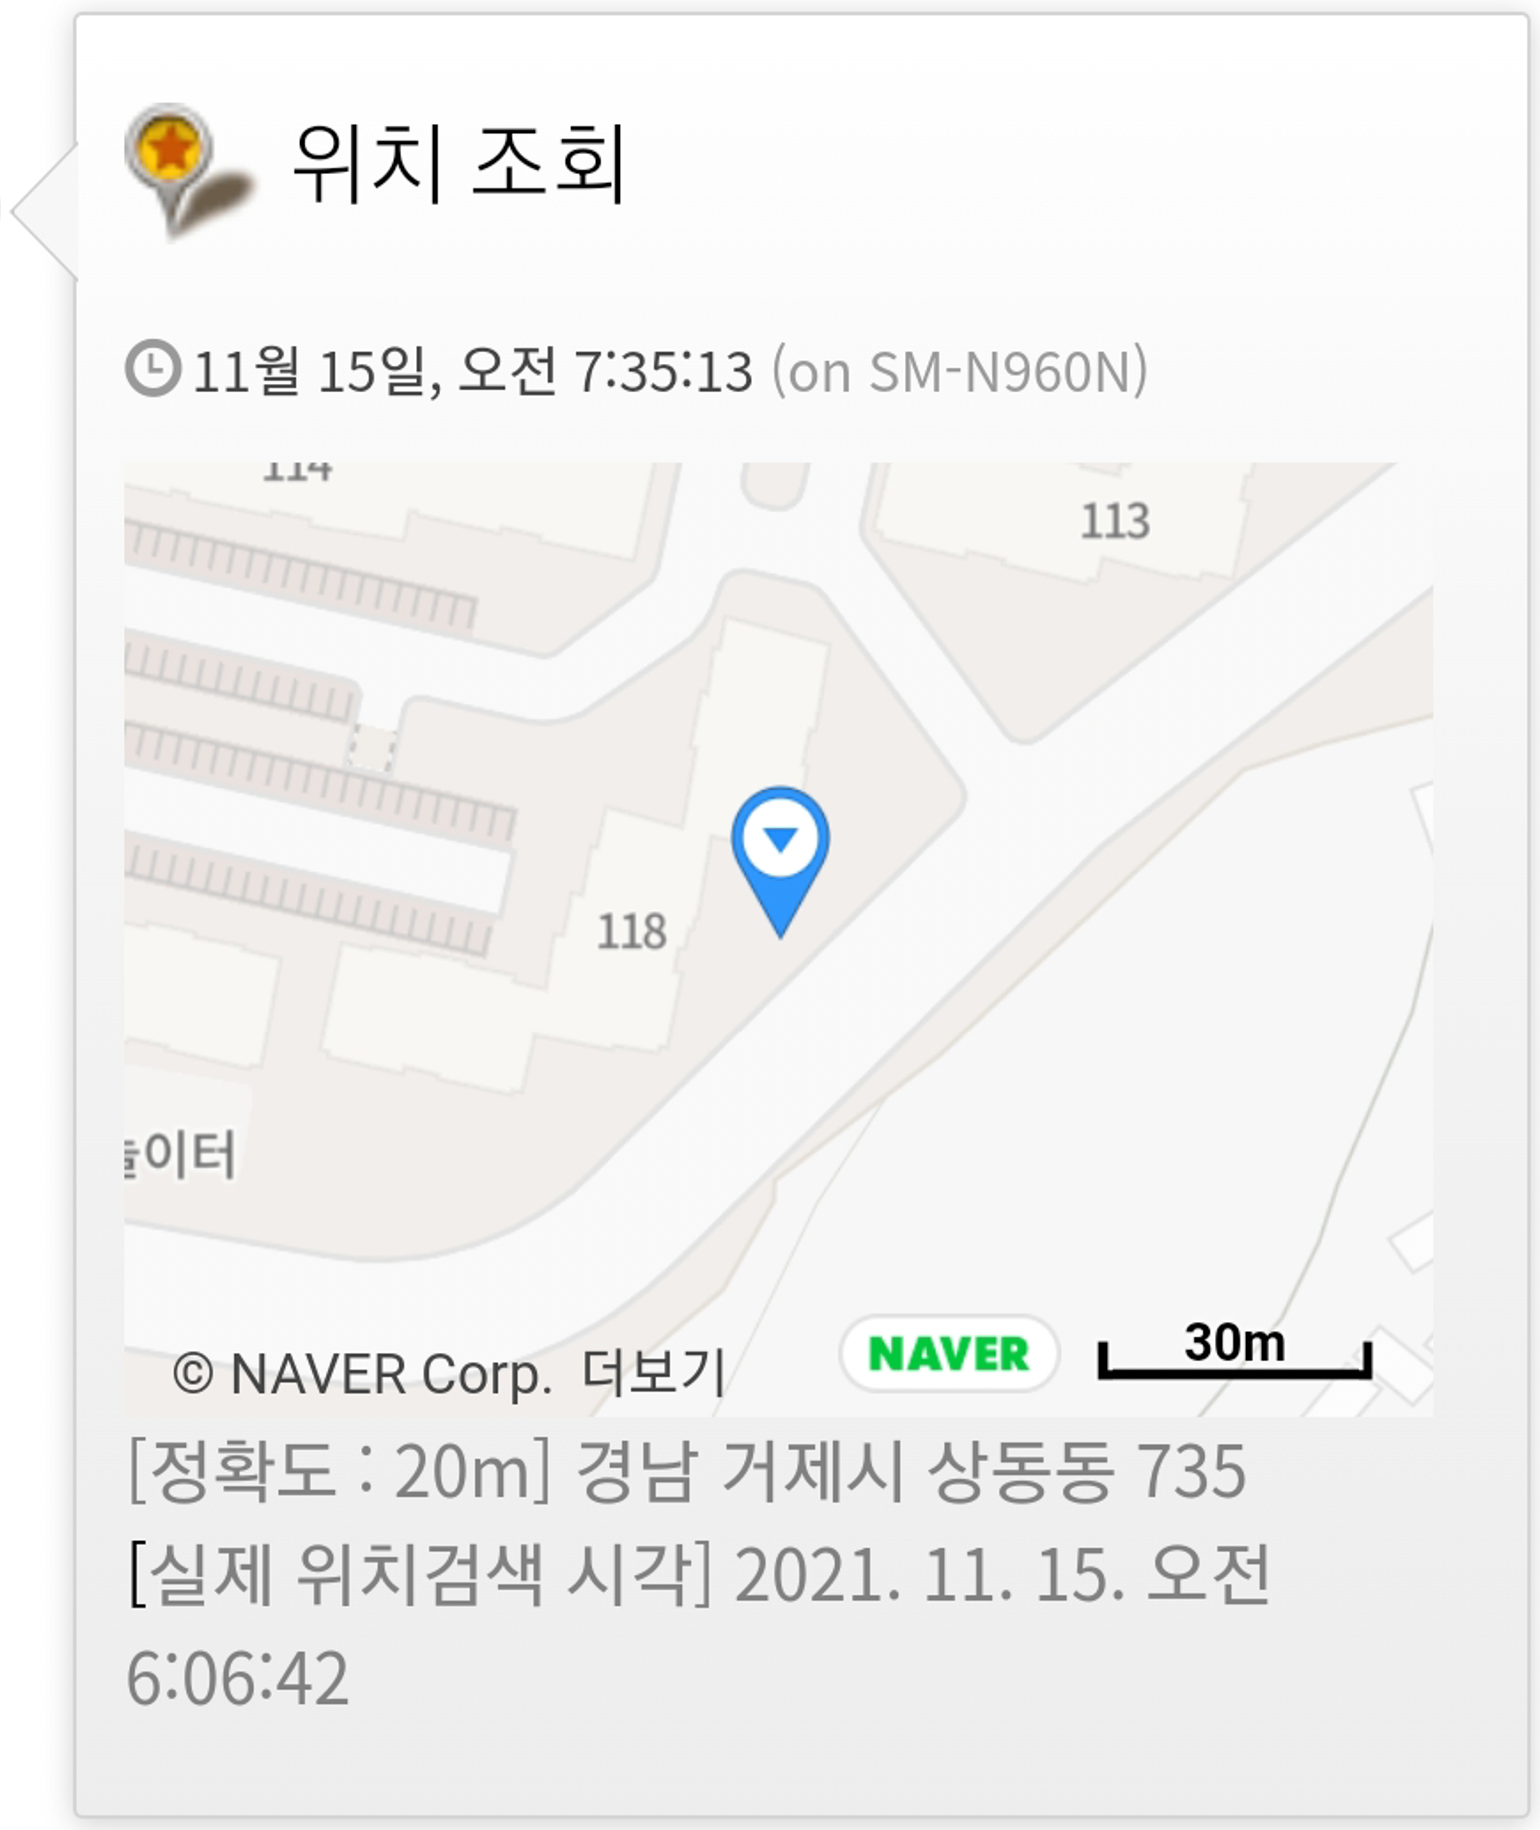 위치 조회
11월 15일, 오전 7:35:13 (on SM-N960N)
114
113
118
놀이터
© NAVER Corp. 더보기
NAVER
30m
[정확도 : 20m] 경남 거제시 상동동 735
[실제 위치검색 시각] 2021. 11. 15. 오전
6:06:42